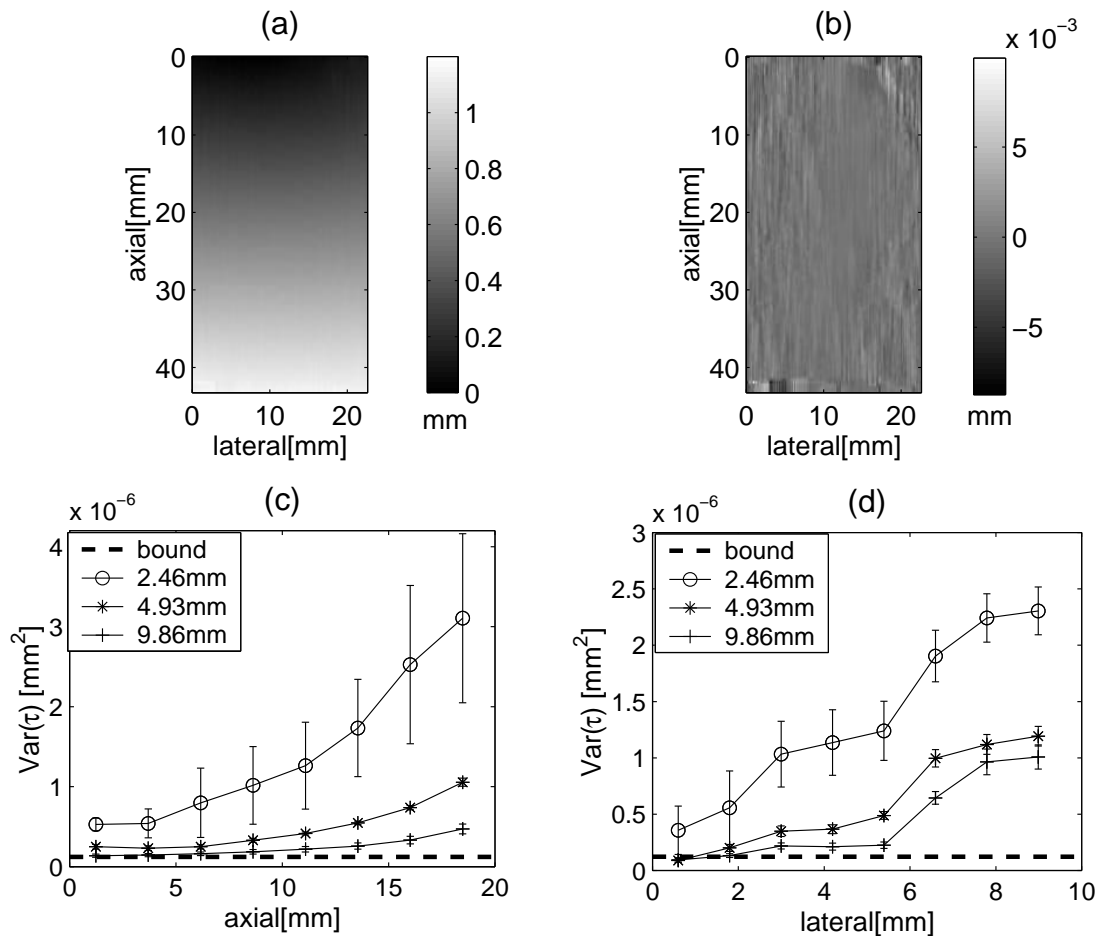 (a)
0
10
20
30
40
axial[mm]
0 10 20
lateral[mm]
1
0.8
0.6
0.4
0.2
0
mm
(b)
x 10⁻³
0
10
20
30
40
axial[mm]
0 10 20
lateral[mm]
5
0
−5
mm
(c)
x 10⁻⁶
4
3
2
1
0
Var(τ) [mm²]
bound
2.46mm
4.93mm
9.86mm
0 5 10 15 20
axial[mm]
(d)
x 10⁻⁶
3
2.5
2
1.5
1
0.5
0
Var(τ) [mm²]
bound
2.46mm
4.93mm
9.86mm
0 2 4 6 8 10
lateral[mm]